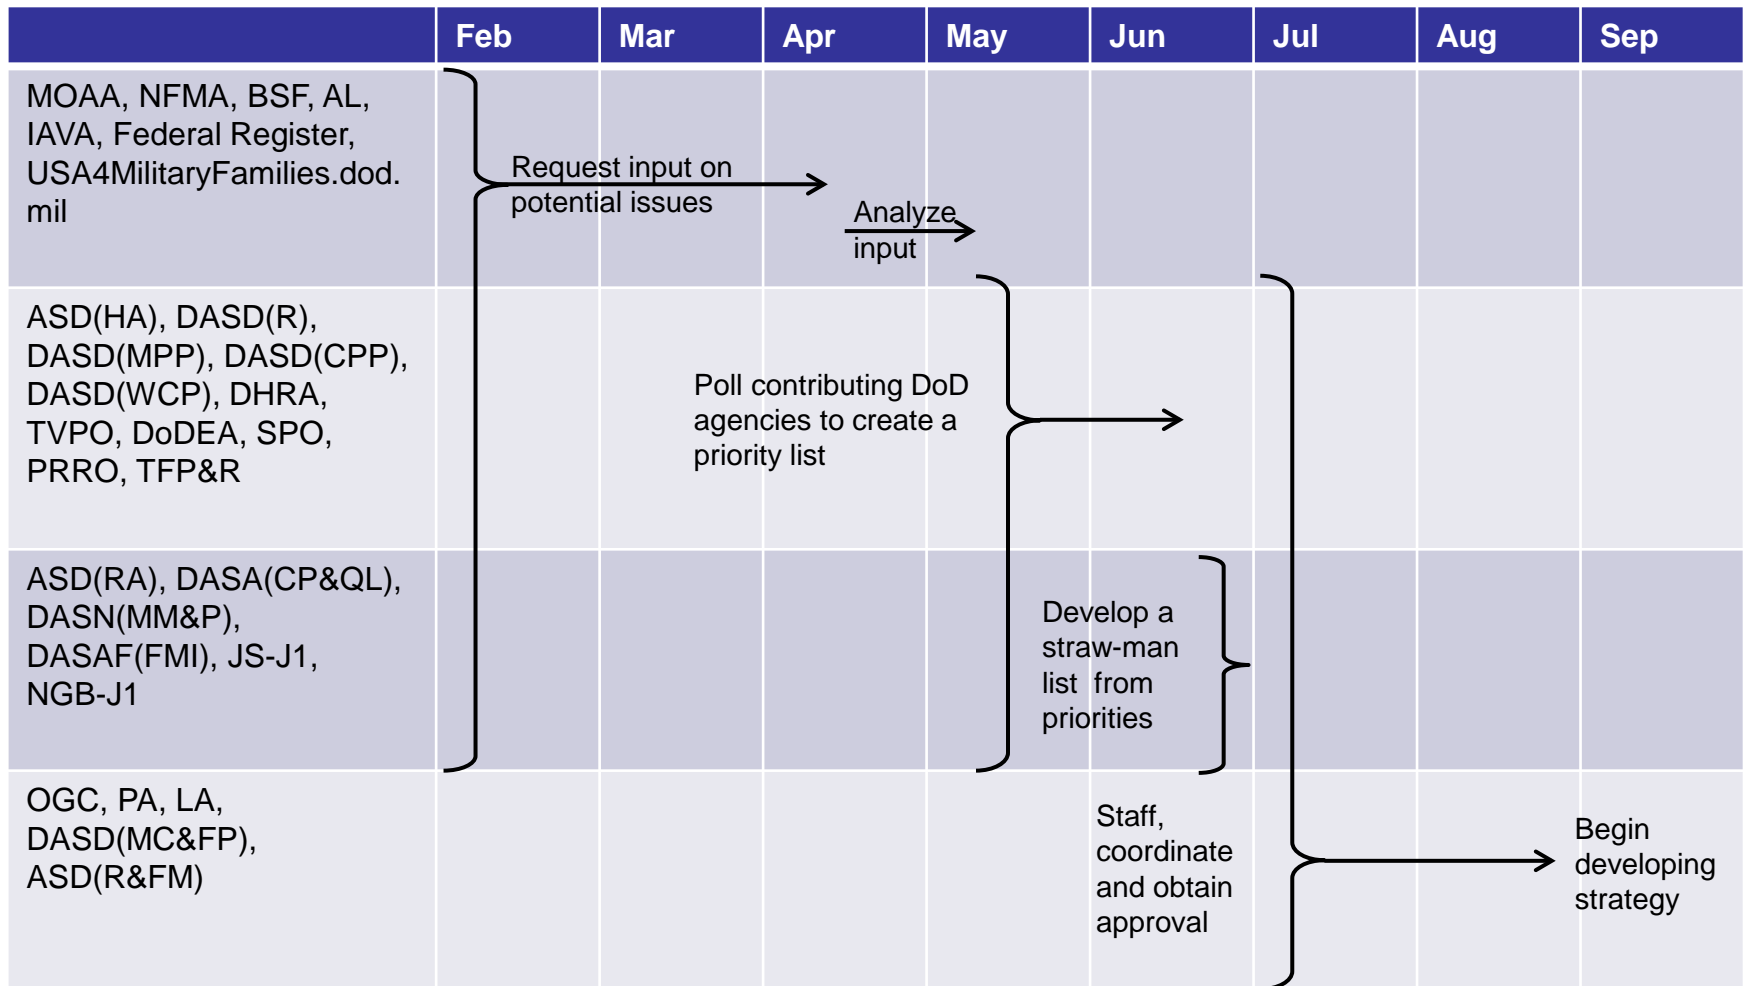 Feb Mar Apr May Jun Jul Aug Sep
MOAA, NFMA, BSF, AL,
IAVA, Federal Register,
USA4MilitaryFamilies.dod.
mil
Request input on
potential issues
Analyze
input
ASD(HA), DASD(R),
DASD(MPP), DASD(CPP),
DASD(WCP), DHRA,
TVPO, DoDEA, SPO,
PRRO, TFP&R
Poll contributing DoD
agencies to create a
priority list
ASD(RA), DASA(CP&QL),
DASN(MM&P),
DASAF(FMI), JS-J1,
NGB-J1
Develop a
straw-man
list from
priorities
OGC, PA, LA,
DASD(MC&FP),
ASD(R&FM)
Staff,
coordinate
and obtain
approval
Begin
developing
strategy